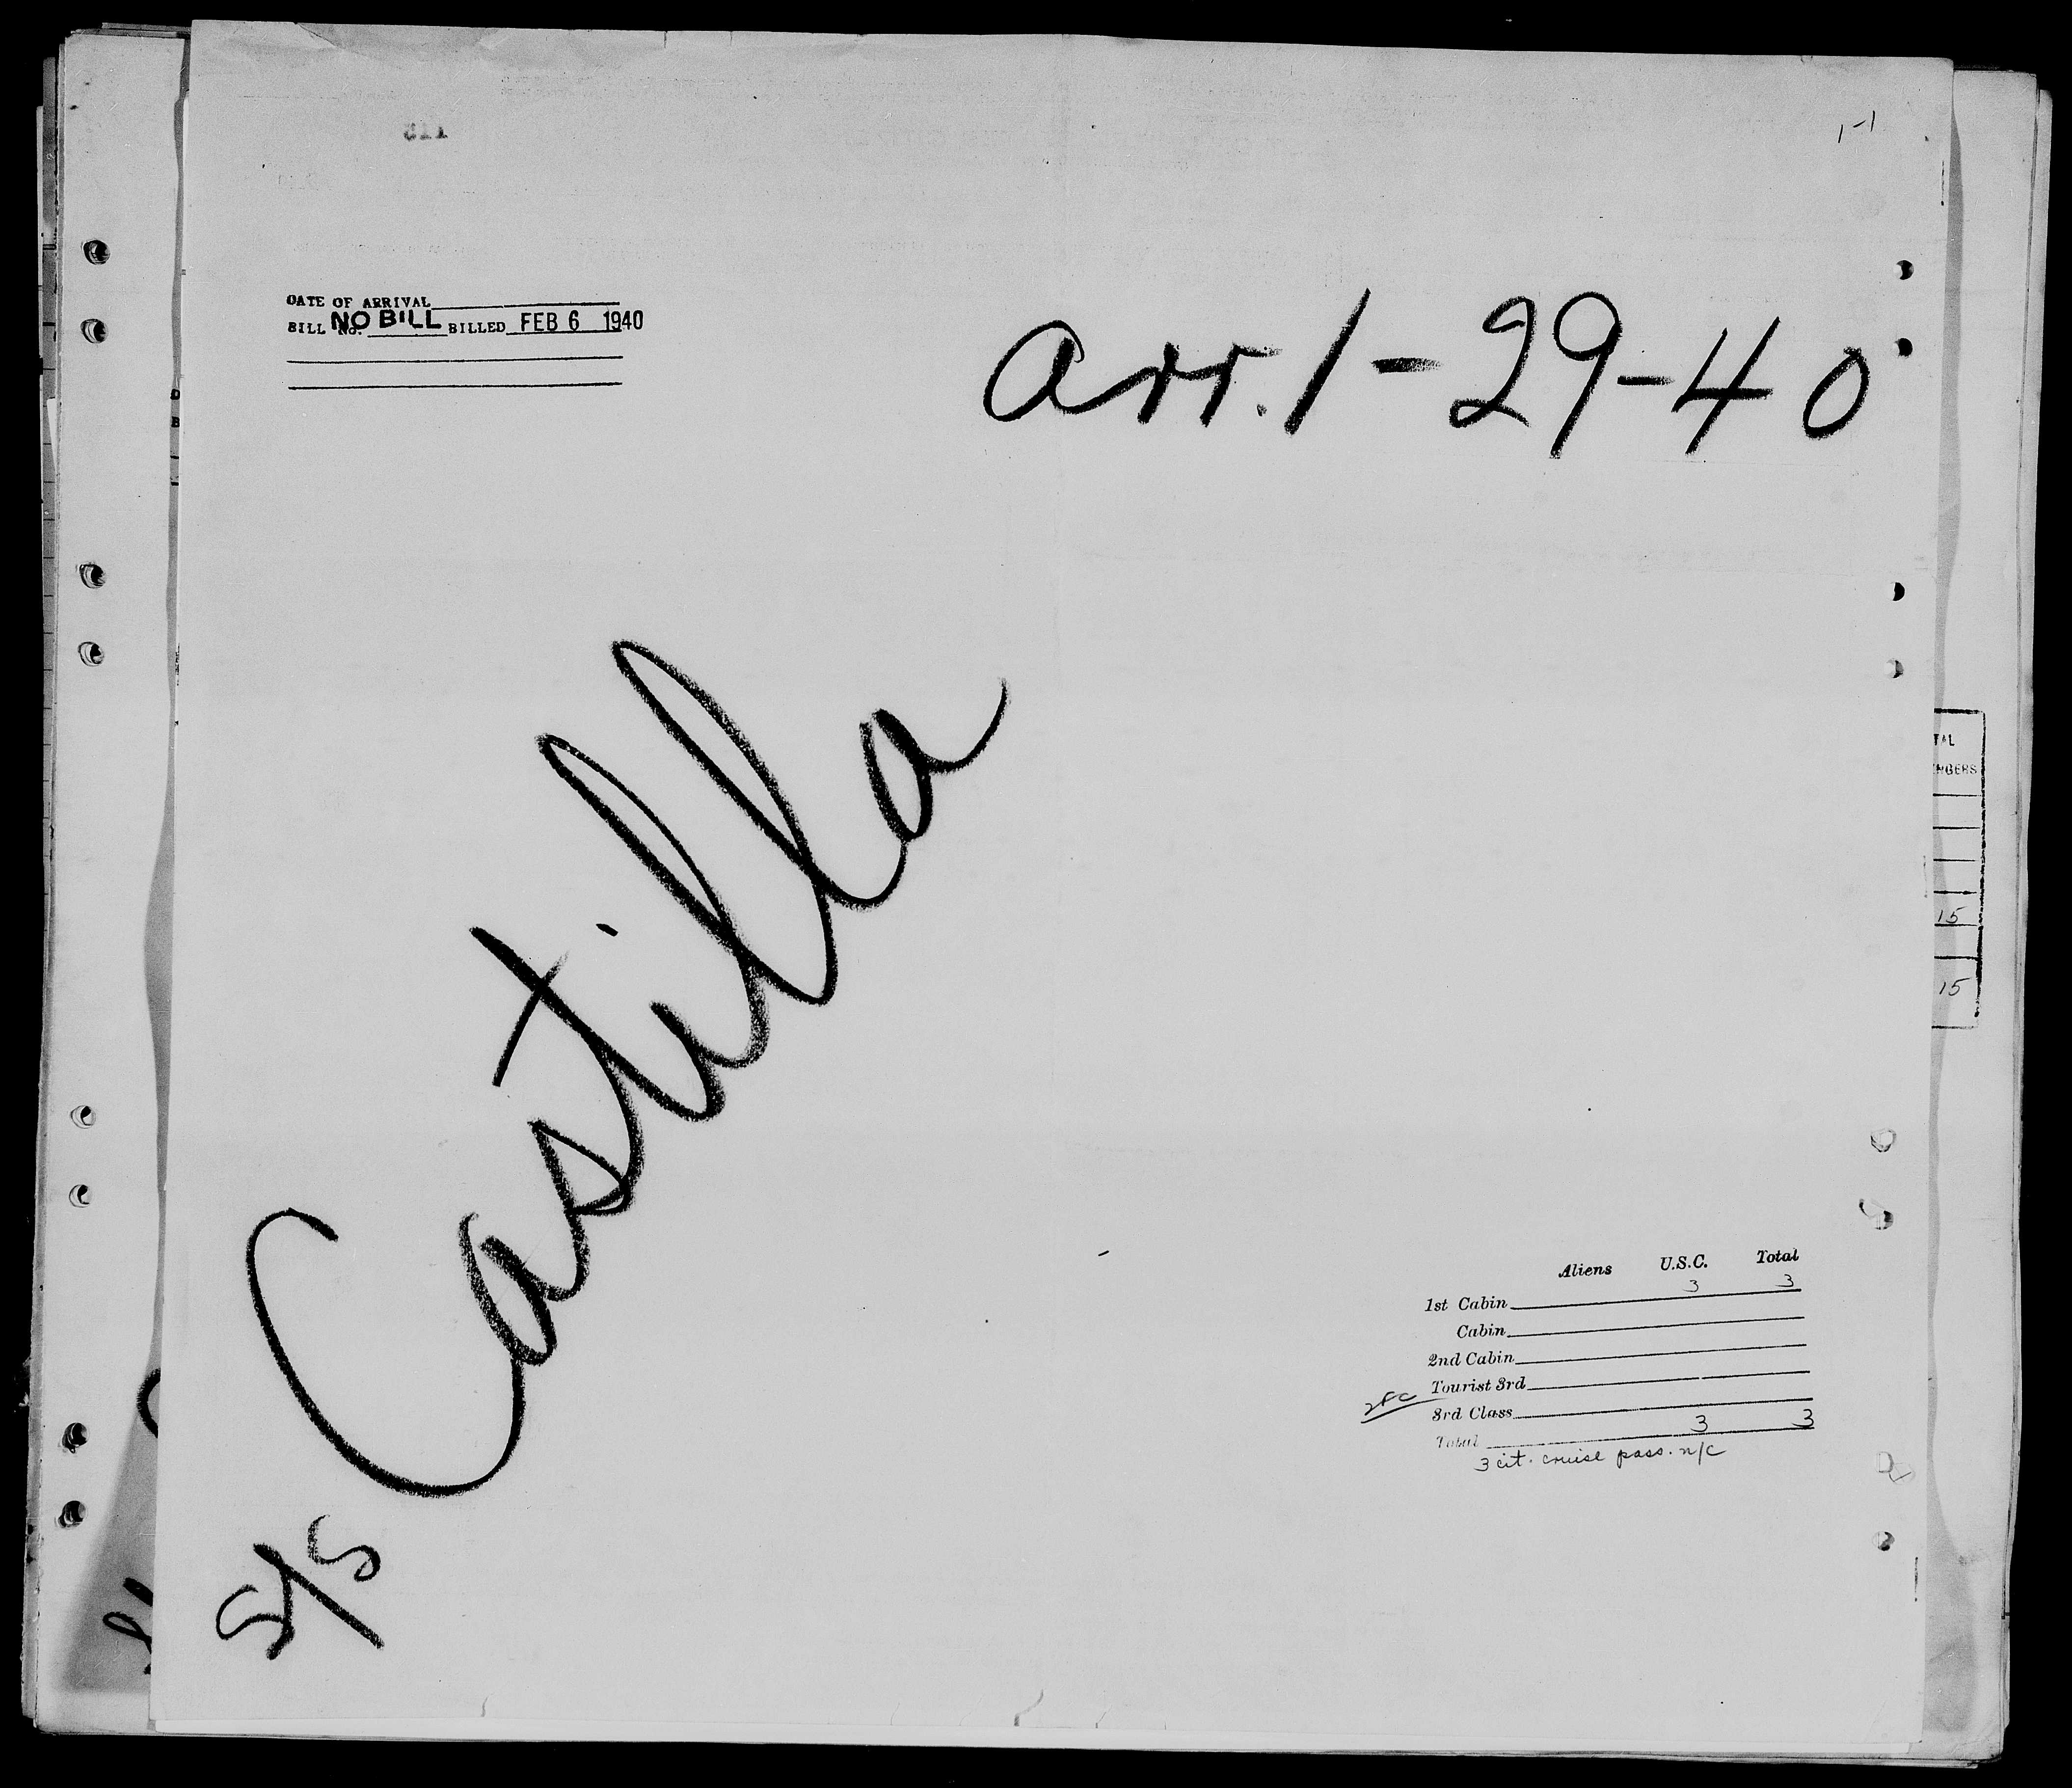 1-1
DATE OF ARRIVAL
BILL NO. NO BILL BILLED FEB 6 1940
arr. 1-29-40
TAL
ENGERS
15
15
S/S Castilla
Aliens U.S.C. Total
1st Cabin 3 3
Cabin
2nd Cabin
Tourist 3rd
3rd Class
Total 3 3
3 cit. cruise pass. n/c